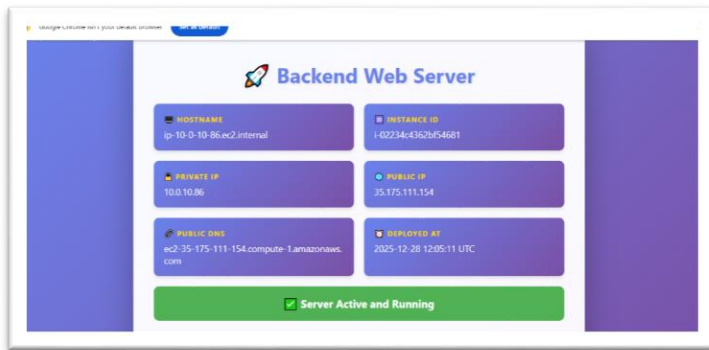 Google Chrome isn't your default browser Set as default
🚀 Backend Web Server
HOSTNAME
ip-10-0-10-86.ec2.internal
INSTANCE ID
i-02234c4362bf54681
PRIVATE IP
10.0.10.86
PUBLIC IP
35.175.111.154
PUBLIC DNS
ec2-35-175-111-154.compute-1.amazonaws.
com
DEPLOYED AT
2025-12-28 12:05:11 UTC
✅ Server Active and Running